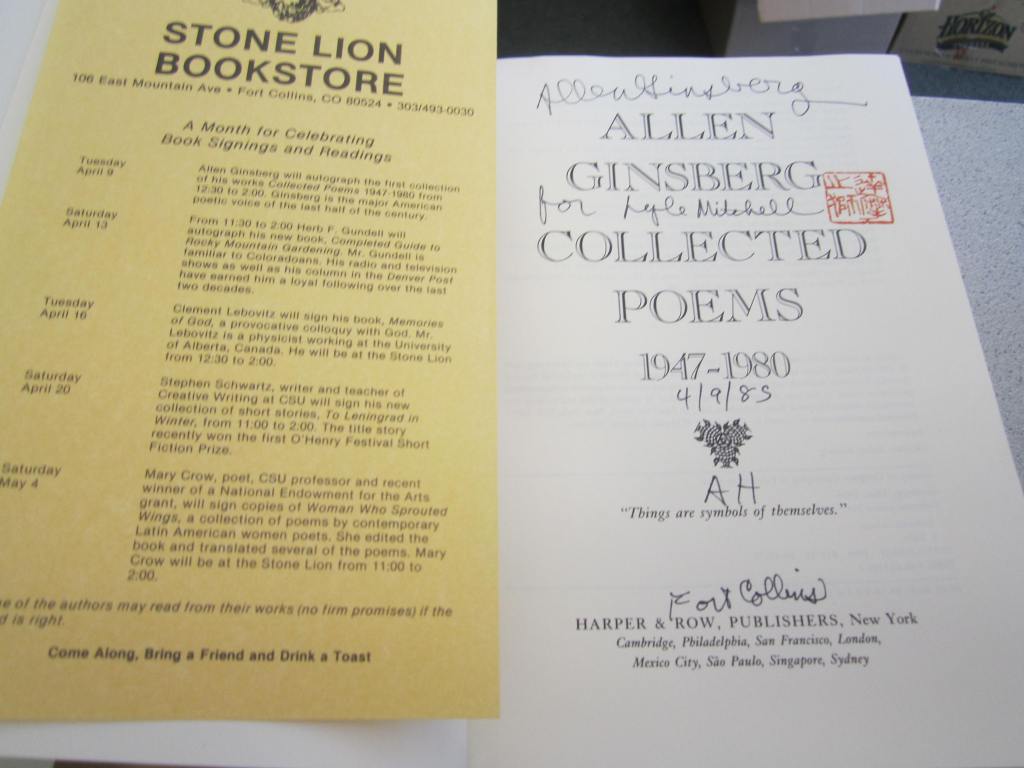 STONE LION
BOOKSTORE
106 East Mountain Ave • Fort Collins, CO 80524 • 303/493-0030
A Month for Celebrating
Book Signings and Readings
Tuesday
April 9
Allen Ginsberg will autograph the first collection
of his works Collected Poems 1947-1980 from
12:30 to 2:00. Ginsberg is the major American
poetic voice of the last half of the century.
Saturday
April 13
From 11:30 to 2:00 Herb F. Gundell will
autograph his new book, Completed Guide to
Rocky Mountain Gardening. Mr. Gundell is
familiar to Coloradoans. His radio and television
shows as well as his column in the Denver Post
have earned him a loyal following over the last
two decades.
Tuesday
April 16
Clement Lebovitz will sign his book, Memories
of God, a provocative colloquy with God. Mr.
Lebovitz is a physicist working at the University
of Alberta, Canada. He will be at the Stone Lion
from 12:30 to 2:00.
Saturday
April 20
Stephen Schwartz, writer and teacher of
Creative Writing at CSU will sign his new
collection of short stories, To Leningrad in
Winter, from 11:00 to 2:00. The title story
recently won the first O'Henry Festival Short
Fiction Prize.
Saturday
May 4
Mary Crow, poet, CSU professor and recent
winner of a National Endowment for the Arts
grant, will sign copies of Woman Who Sprouted
Wings, a collection of poems by contemporary
Latin American women poets. She edited the
book and translated several of the poems. Mary
Crow will be at the Stone Lion from 11:00 to
2:00.
of the authors may read from their works (no firm promises) if the
is right.
Come Along, Bring a Friend and Drink a Toast
Allen Ginsberg
ALLEN
GINSBERG
for Lyle Mitchell
COLLECTED
POEMS
1947-1980
4/9/85
AH
"Things are symbols of themselves."
Fort Collins
HARPER & ROW, PUBLISHERS, New York
Cambridge, Philadelphia, San Francisco, London,
Mexico City, São Paulo, Singapore, Sydney
HORIZON